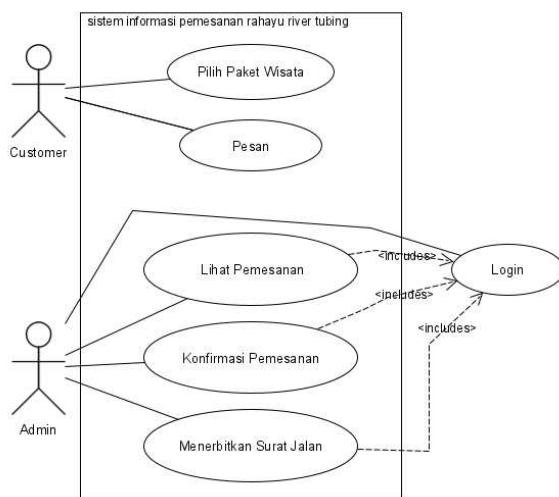 sistem informasi pemesanan rahayu river tubing
Pilih Paket Wisata
Customer
Pesan
Lihat Pemesanan
<includes>
Login
<includes>
<includes>
Konfirmasi Pemesanan
Admin
Menerbitkan Surat Jalan